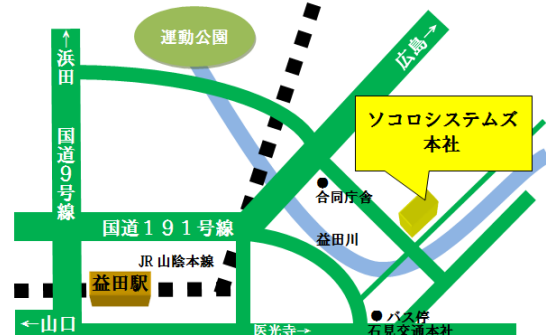 運動公園
広島→
←浜田
ソコロシステムズ
本社
国道9号線
合同庁舎
国道191号線
益田川
JR山陰本線
益田駅
バス停
石見交通本社
←山口
医光寺→